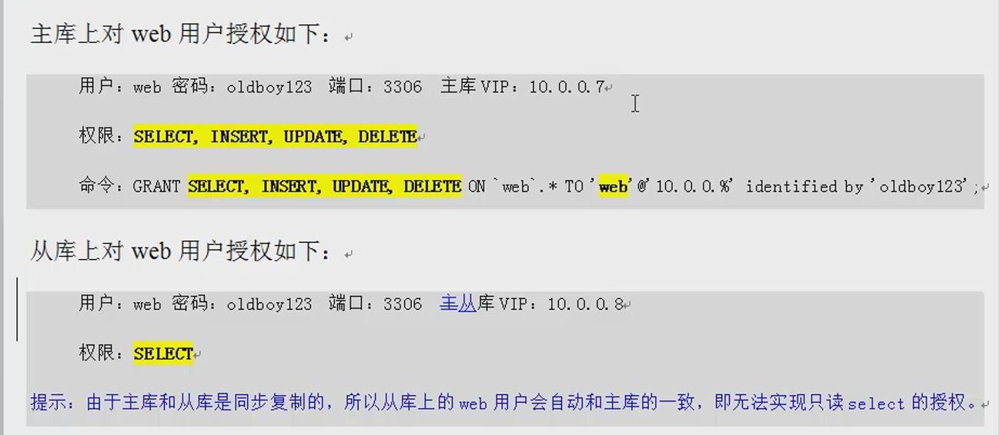 主库上对 web 用户授权如下：
用户：web 密码：oldboy123 端口：3306 主库 VIP：10.0.0.7
权限：SELECT, INSERT, UPDATE, DELETE
命令：GRANT SELECT, INSERT, UPDATE, DELETE ON `web`.* TO 'web'@'10.0.0.%' identified by 'oldboy123';
从库上对 web 用户授权如下：
用户：web 密码：oldboy123 端口：3306 主从库 VIP：10.0.0.8
权限：SELECT
提示：由于主库和从库是同步复制的，所以从库上的 web 用户会自动和主库的一致，即无法实现只读 select 的授权。